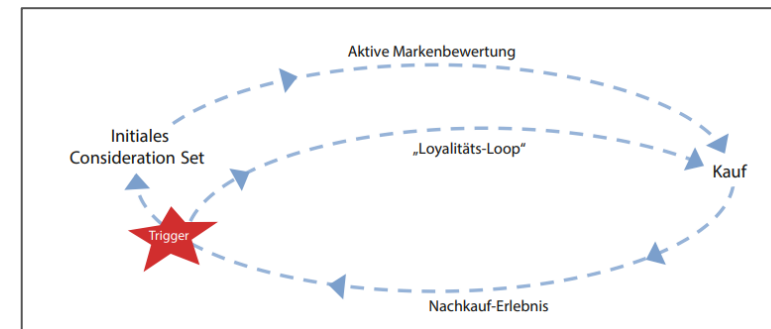 Aktive Markenbewertung
Initiales
Consideration Set
„Loyalitäts-Loop“
Kauf
Trigger
Nachkauf-Erlebnis